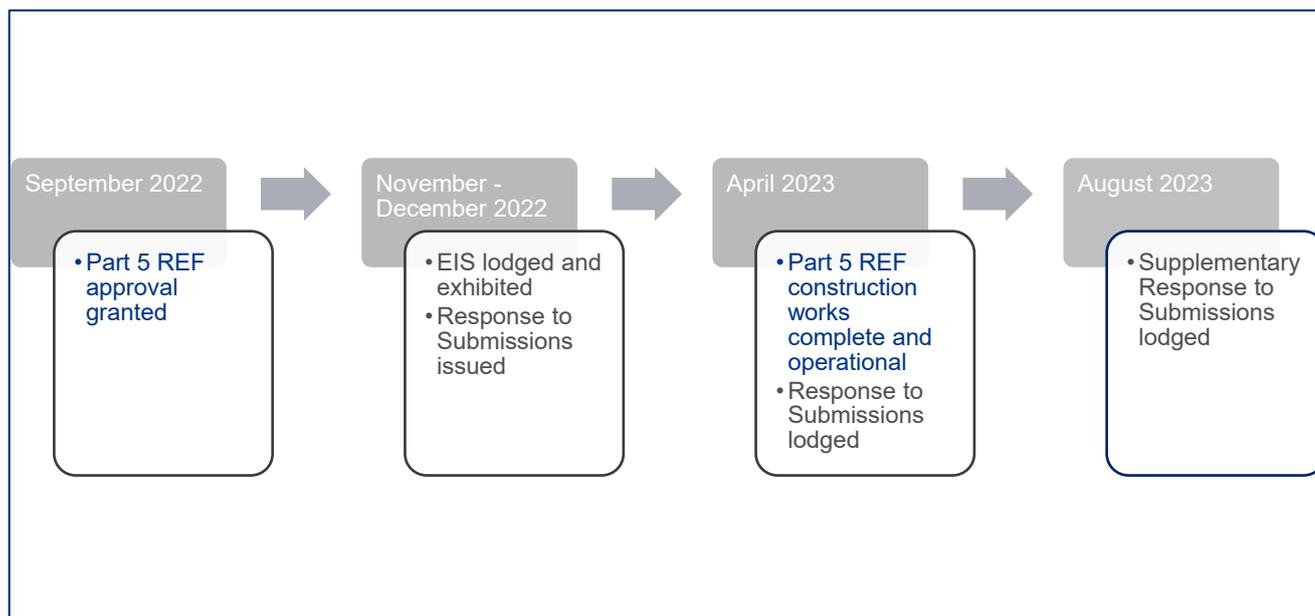 September 2022
• Part 5 REF
approval
granted
November -
December 2022
• EIS lodged and
exhibited
• Response to
Submissions
issued
April 2023
• Part 5 REF
construction
works
complete and
operational
• Response to
Submissions
lodged
August 2023
• Supplementary
Response to
Submissions
lodged